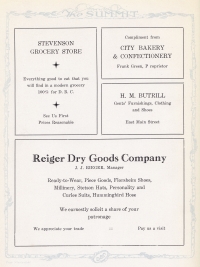 SUMMIT
STEVENSON
GROCERY STORE
Everything good to eat that you
will find in a modern grocery
See Us First
Prices Reasonable
Compliment from
CITY BAKERY
& CONFECTIONERY
Frank Green, Proprietor
H. M. BUTRILL
Gents' Furnishings, Clothing
and Shoes
East Main Street
Reiger Dry Goods Company
J. J. REIGER, Manager
Ready-to-Wear, Piece Goods, Florsheim Shoes,
Millinery, Stetson Hats, Personality and
Curlee Suits, Hummingbird Hose
We earnestly solicit a share of your
patronage
We appreciate your trade
Pay us a visit